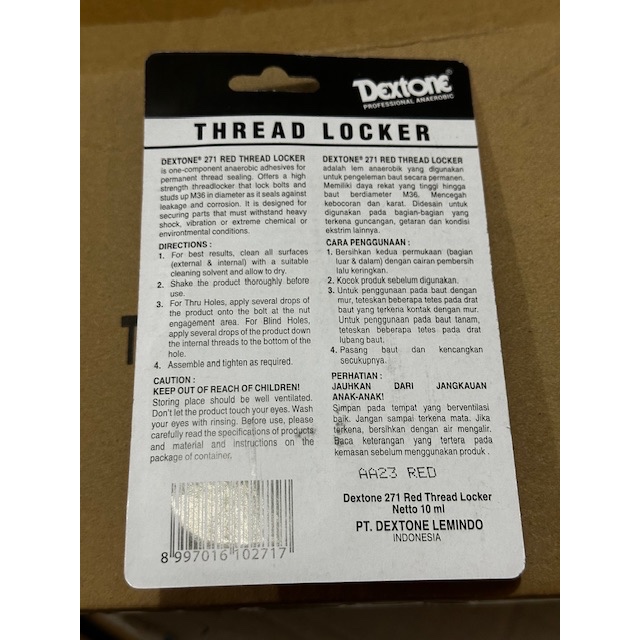 Dextone®
PROFESSIONAL ANAEROBIC
THREAD LOCKER
DEXTONE® 271 RED THREAD LOCKER
is one-component anaerobic adhesives for
permanent thread sealing. Offers a high
strength threadlocker that lock bolts and
studs up M36 in diameter as it seals against
leakage and corrosion. It is designed for
securing parts that must withstand heavy
shock, vibration or extreme chemical or
environtmental conditions.
DIRECTIONS :
1. For best results, clean all surfaces
(external & internal) with a suitable
cleaning solvent and allow to dry.
2. Shake the product thoroughly before
use.
3. For Thru Holes, apply several drops of
the product onto the bolt at the nut
engagement area. For Blind Holes,
apply several drops of the product down
the internal threads to the bottom of the
hole.
4. Assemble and tighten as required.
CAUTION :
KEEP OUT OF REACH OF CHILDREN!
Storing place should be well ventilated.
Don't let the product touch your eyes. Wash
your eyes with rinsing. Before use, please
carefully read the specifications of products
and material and instructions on the
package of container.
DEXTONE® 271 RED THREAD LOCKER
adalah lem anaerobik yang digunakan
untuk pengeleman baut secara permanen.
Memiliki daya rekat yang tinggi hingga
baut berdiameter M36. Mencegah
kebocoran dan karat. Didesain untuk
digunakan pada bagian-bagian yang
terkena guncangan, getaran dan kondisi
ekstrim lainnya.
CARA PENGGUNAAN :
1. Bersihkan kedua permukaan (bagian
luar & dalam) dengan cairan pembersih
lalu keringkan.
2. Kocok produk sebelum digunakan.
3. Untuk penggunaan pada baut dengan
mur, teteskan beberapa tetes pada drat
baut yang terkena kontak dengan mur.
Untuk penggunaan pada baut tanam,
teteskan beberapa tetes pada drat
lubang baut.
4. Pasang baut dan kencangkan
secukupnya.
PERHATIAN :
JAUHKAN DARI JANGKAUAN
ANAK-ANAK!
Simpan pada tempat yang berventilasi
baik. Jangan sampai terkena mata. Jika
terkena, bersihkan dengan air mengalir.
Baca keterangan yang tertera pada
kemasan sebelum menggunakan produk .
AA23 RED
Dextone 271 Red Thread Locker
Netto 10 ml
PT. DEXTONE LEMINDO
INDONESIA
8 997016 102717